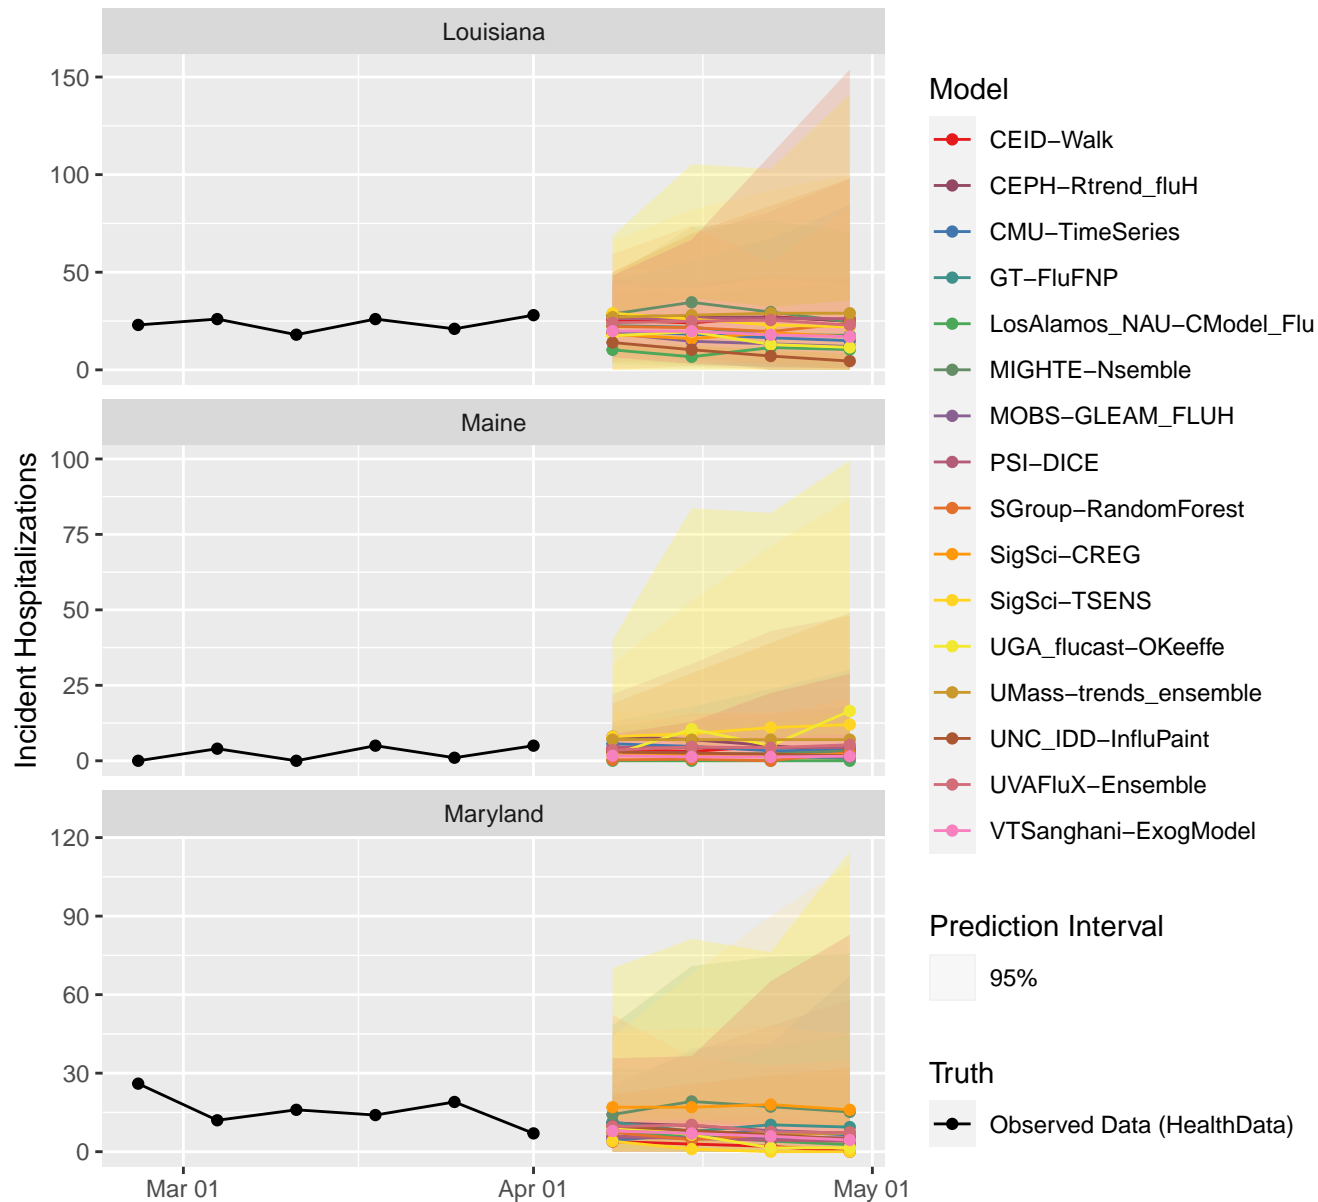 Louisiana
150
100
50
0
Maine
100
75
50
25
0
Maryland
120
90
60
30
0
Mar 01
Apr 01
May 01
Incident Hospitalizations
Model
CEID−Walk
CEPH−Rtrend_fluH
CMU−TimeSeries
GT−FluFNP
LosAlamos_NAU−CModel_Flu
MIGHTE−Nsemble
MOBS−GLEAM_FLUH
PSI−DICE
SGroup−RandomForest
SigSci−CREG
SigSci−TSENS
UGA_flucast−OKeeffe
UMass−trends_ensemble
UNC_IDD−InfluPaint
UVAFluX−Ensemble
VTSanghani−ExogModel
Prediction Interval
95%
Truth
Observed Data (HealthData)